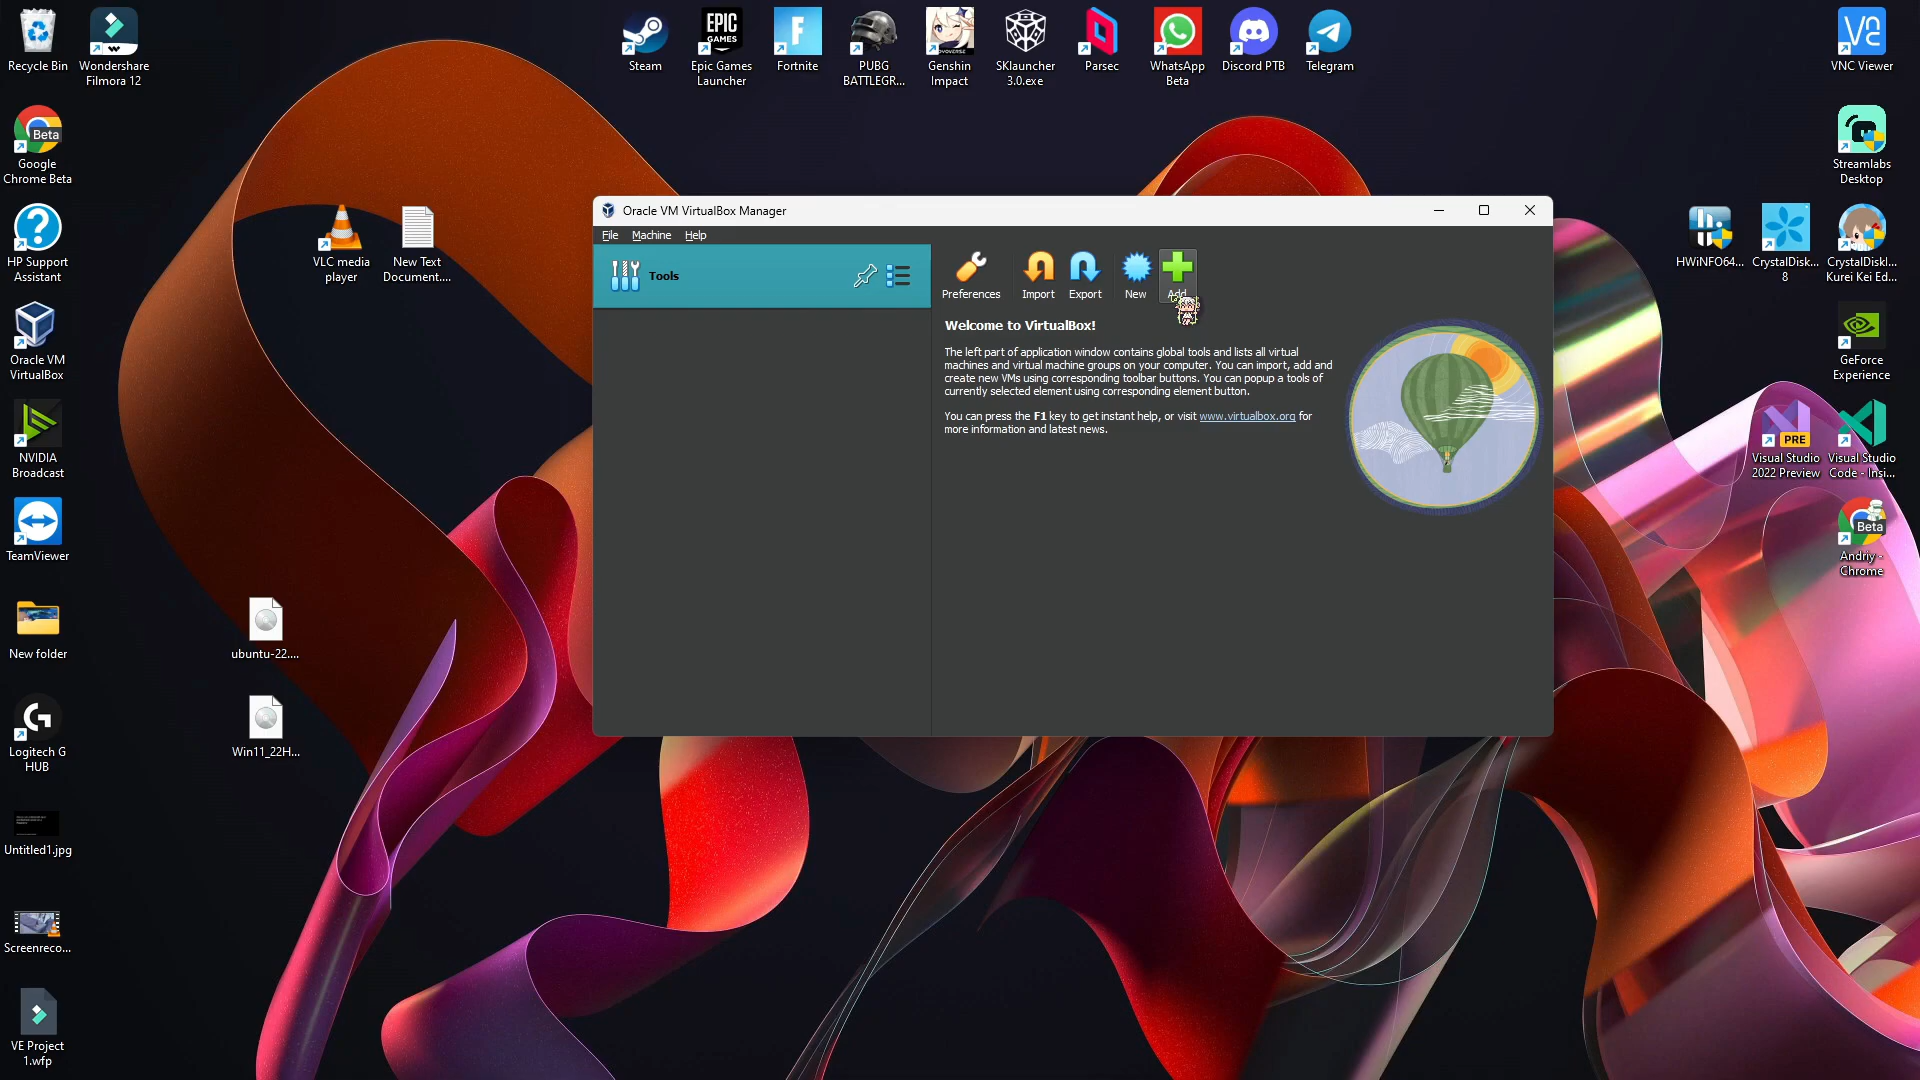 Recycle Bin
Wondershare
Filmora 12
Steam
EPIC
GAMES
Epic Games
Launcher
Fortnite
PUBG
BATTLEGR...
Genshin
Impact
SKlauncher
3.0.exe
Parsec
WhatsApp
Beta
Discord PTB
Telegram
VNC Viewer
Beta
Google
Chrome Beta
Streamlabs
Desktop
HP Support
Assistant
VLC media
player
New Text
Document....
HWiNFO64...
CrystalDisk...
8
CrystalDiskI...
Kurei Kei Ed...
Oracle VM
VirtualBox
GeForce
Experience
NVIDIA
Broadcast
PRE
Visual Studio
2022 Preview
Visual Studio
Code - Insi...
TeamViewer
Beta
Andriy -
Chrome
New folder
ubuntu-22....
Logitech G
HUB
Win11_22H...
Untitled1.jpg
Screenreco...
VE Project
1.wfp
Oracle VM VirtualBox Manager
File Machine Help
Tools
Preferences Import Export New Add
Welcome to VirtualBox!
The left part of application window contains global tools and lists all virtual
machines and virtual machine groups on your computer. You can import, add and
create new VMs using corresponding toolbar buttons. You can popup a tools of
currently selected element using corresponding element button.
You can press the F1 key to get instant help, or visit www.virtualbox.org for
more information and latest news.